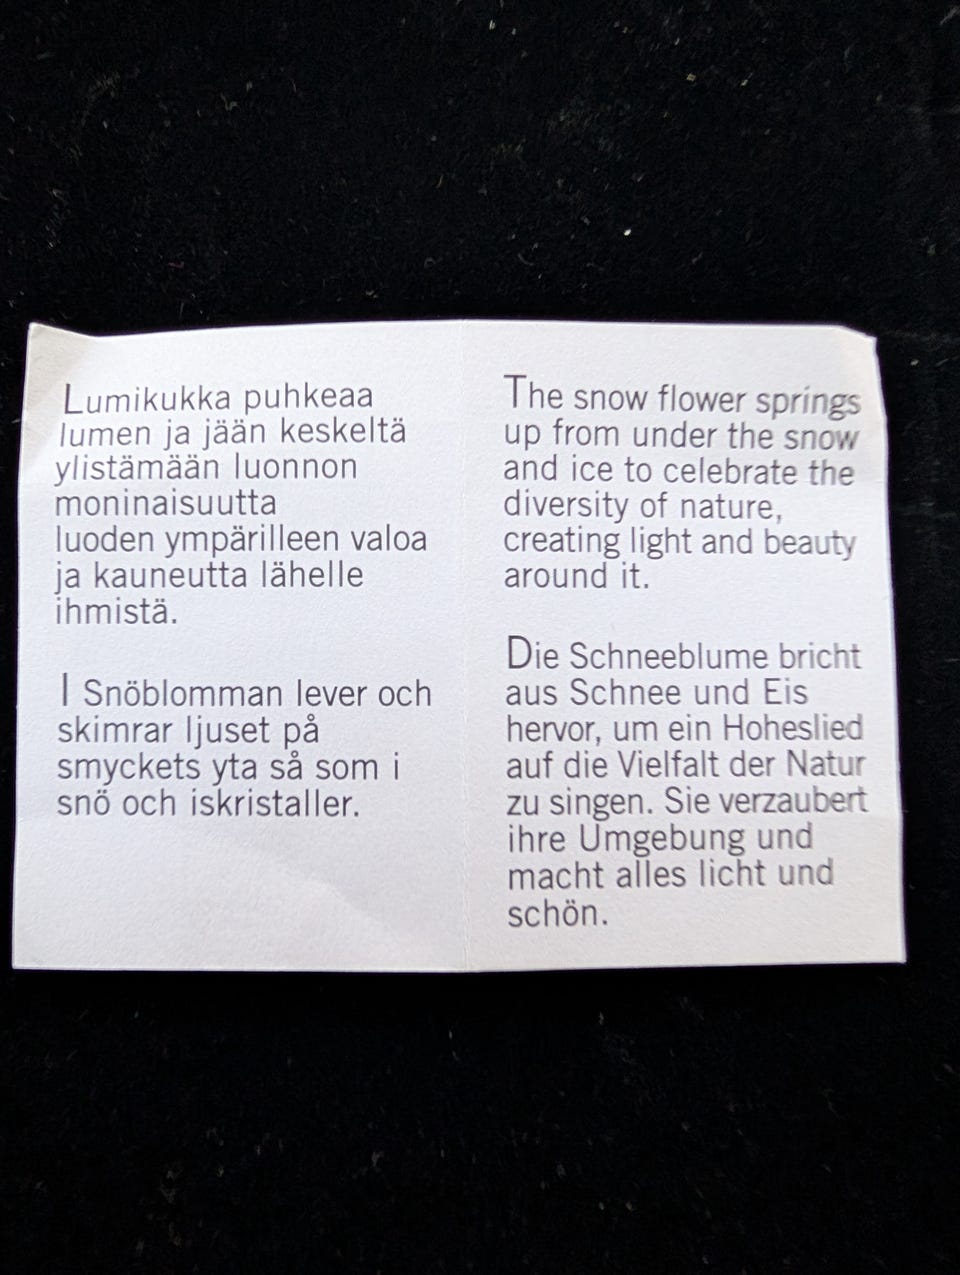 Lumikukka puhkeaa
lumen ja jään keskeltä
ylistämään luonnon
moninaisuutta
luoden ympärilleen valoa
ja kauneutta lähelle
ihmistä.
I Snöblomman lever och
skimrar ljuset på
smyckets yta så som i
snö och iskristaller.
The snow flower springs
up from under the snow
and ice to celebrate the
diversity of nature,
creating light and beauty
around it.
Die Schneeblume bricht
aus Schnee und Eis
hervor, um ein Hoheslied
auf die Vielfalt der Natur
zu singen. Sie verzaubert
ihre Umgebung und
macht alles licht und
schön.